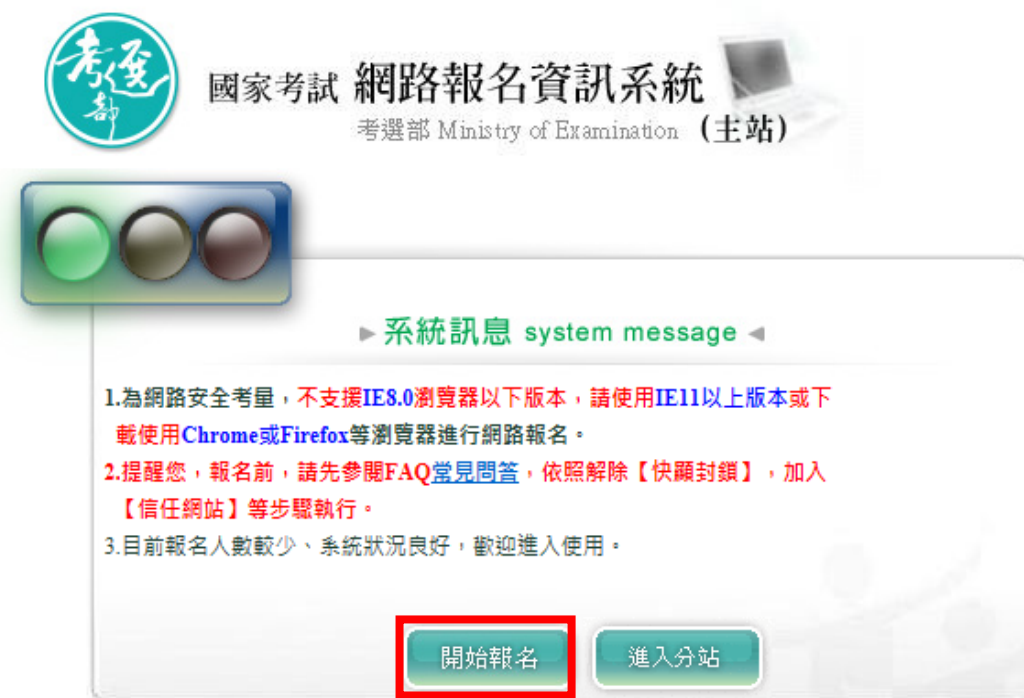 考選部
國家考試 網路報名資訊系統
考選部 Ministry of Examination (主站)
系統訊息 system message
1.為網路安全考量，不支援IE8.0瀏覽器以下版本，請使用IE11以上版本或下
載使用Chrome或Firefox等瀏覽器進行網路報名。
2.提醒您，報名前，請先參閱FAQ常見問答，依照解除【快顯封鎖】，加入
【信任網站】等步驟執行。
3.目前報名人數較少、系統狀況良好，歡迎進入使用。
開始報名 進入分站